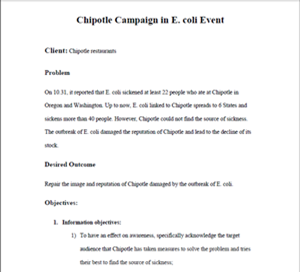 Chipotle Campaign in E. coli Event
Client: Chipotle restaurants
Problem
On 10.31, it reported that E. coli sickened at least 22 people who ate at Chipotle in
Oregon and Washington. Up to now, E. coli linked to Chipotle spreads to 6 States and
sickens more than 40 people. However, Chipotle could not find the source of sickness.
The outbreak of E. coli damaged the reputation of Chipotle and lead to the decline of its
stock.
Desired Outcome
Repair the image and reputation of Chipotle damaged by the outbreak of E. coli.
Objectives:
1. Information objectives:
1) To have an effect on awareness, specifically acknowledge the target
audience that Chipotle has taken measures to solve the problem and tries
their best to find the source of sickness;